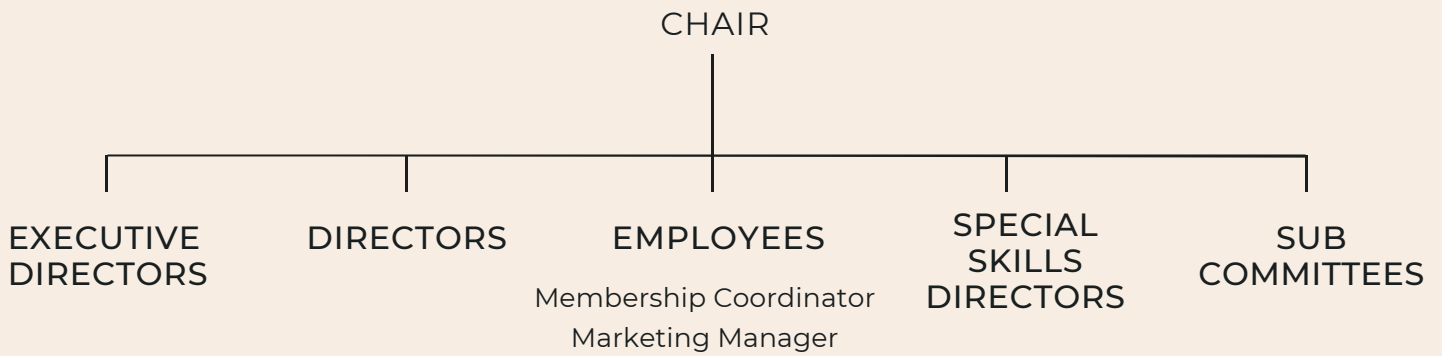 CHAIR
EXECUTIVE
DIRECTORS
DIRECTORS
EMPLOYEES
Membership Coordinator
Marketing Manager
SPECIAL
SKILLS
DIRECTORS
SUB
COMMITTEES